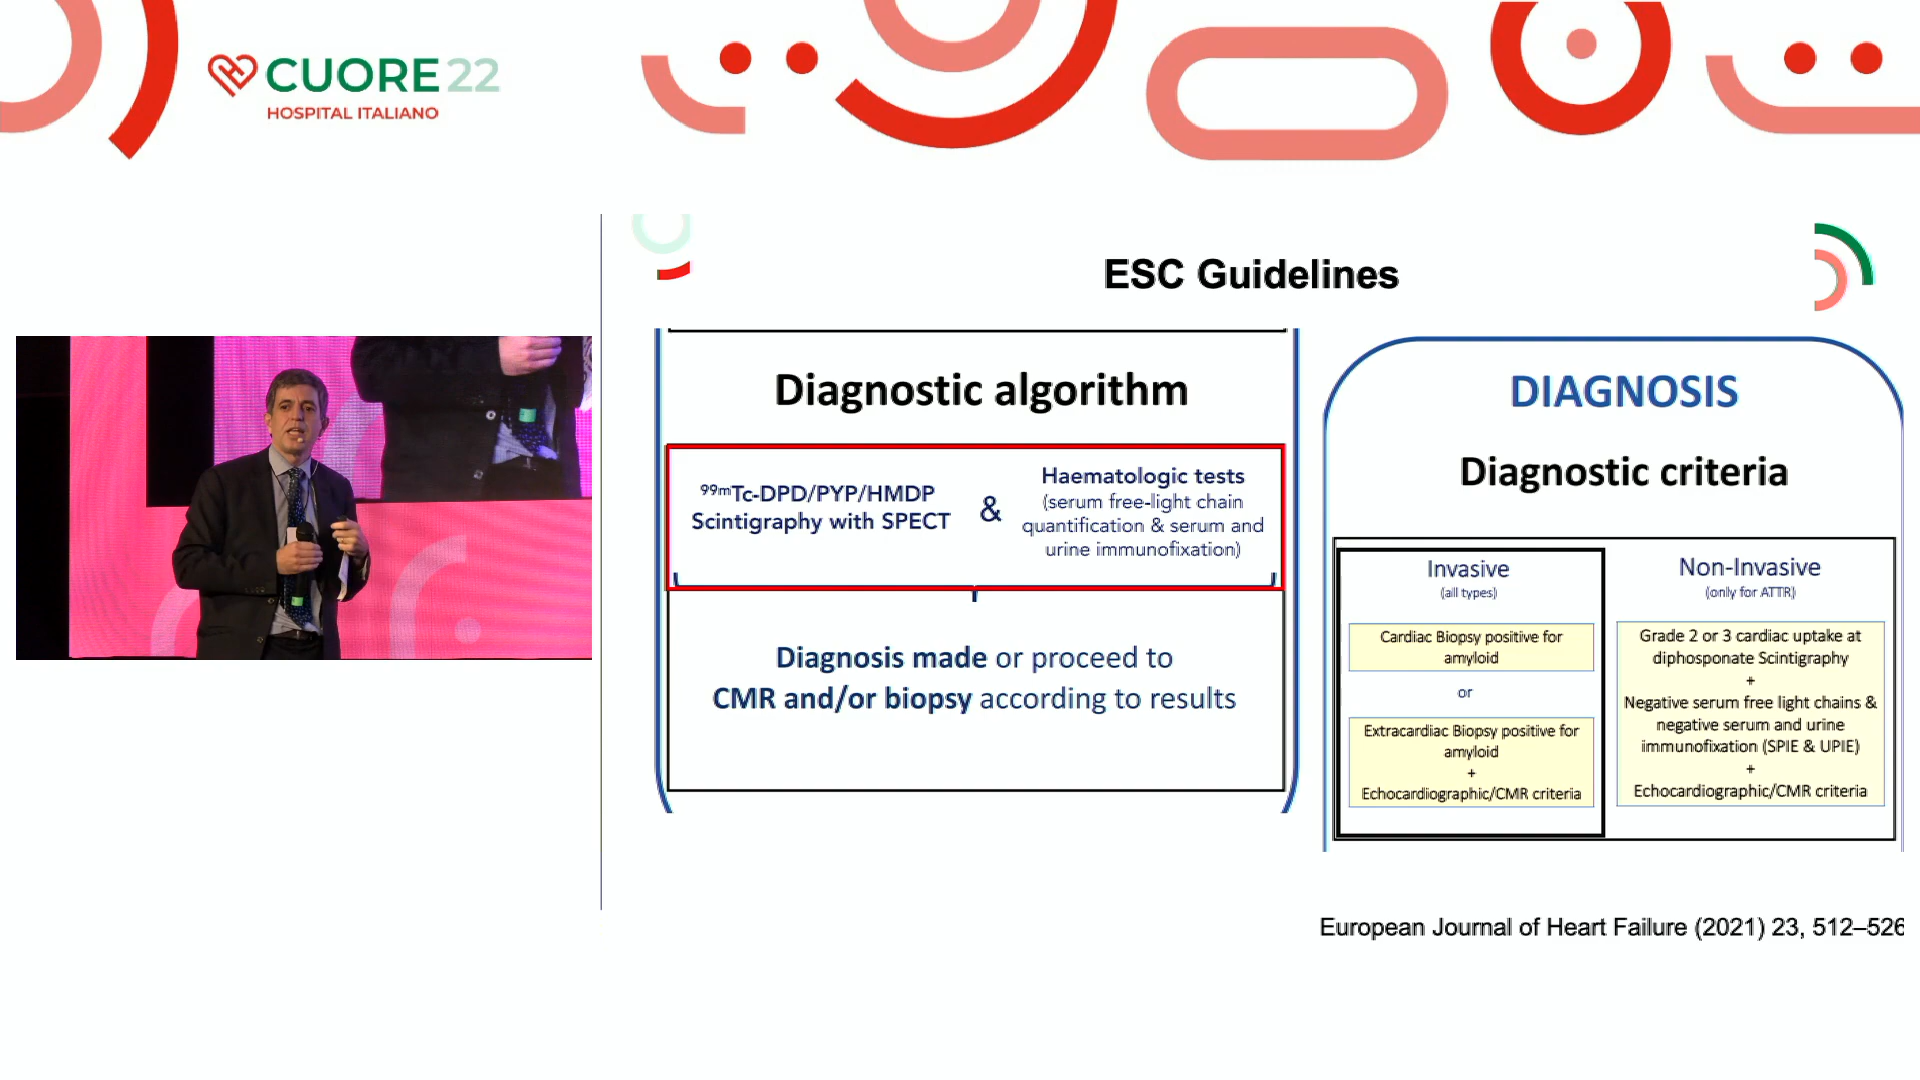 CUORE 22
HOSPITAL ITALIANO
ESC Guidelines
Diagnostic algorithm
⁹⁹ᵐTc-DPD/PYP/HMDP
Scintigraphy with SPECT
&
Haematologic tests
(serum free-light chain
quantification & serum and
urine immunofixation)
Diagnosis made or proceed to
CMR and/or biopsy according to results
DIAGNOSIS
Diagnostic criteria
Invasive
(all types)
Cardiac Biopsy positive for
amyloid
or
Extracardiac Biopsy positive for
amyloid
+
Echocardiographic/CMR criteria
Non-Invasive
(only for ATTR)
Grade 2 or 3 cardiac uptake at
diphosponate Scintigraphy
+
Negative serum free light chains &
negative serum and urine
immunofixation (SPIE & UPIE)
+
Echocardiographic/CMR criteria
European Journal of Heart Failure (2021) 23, 512–526